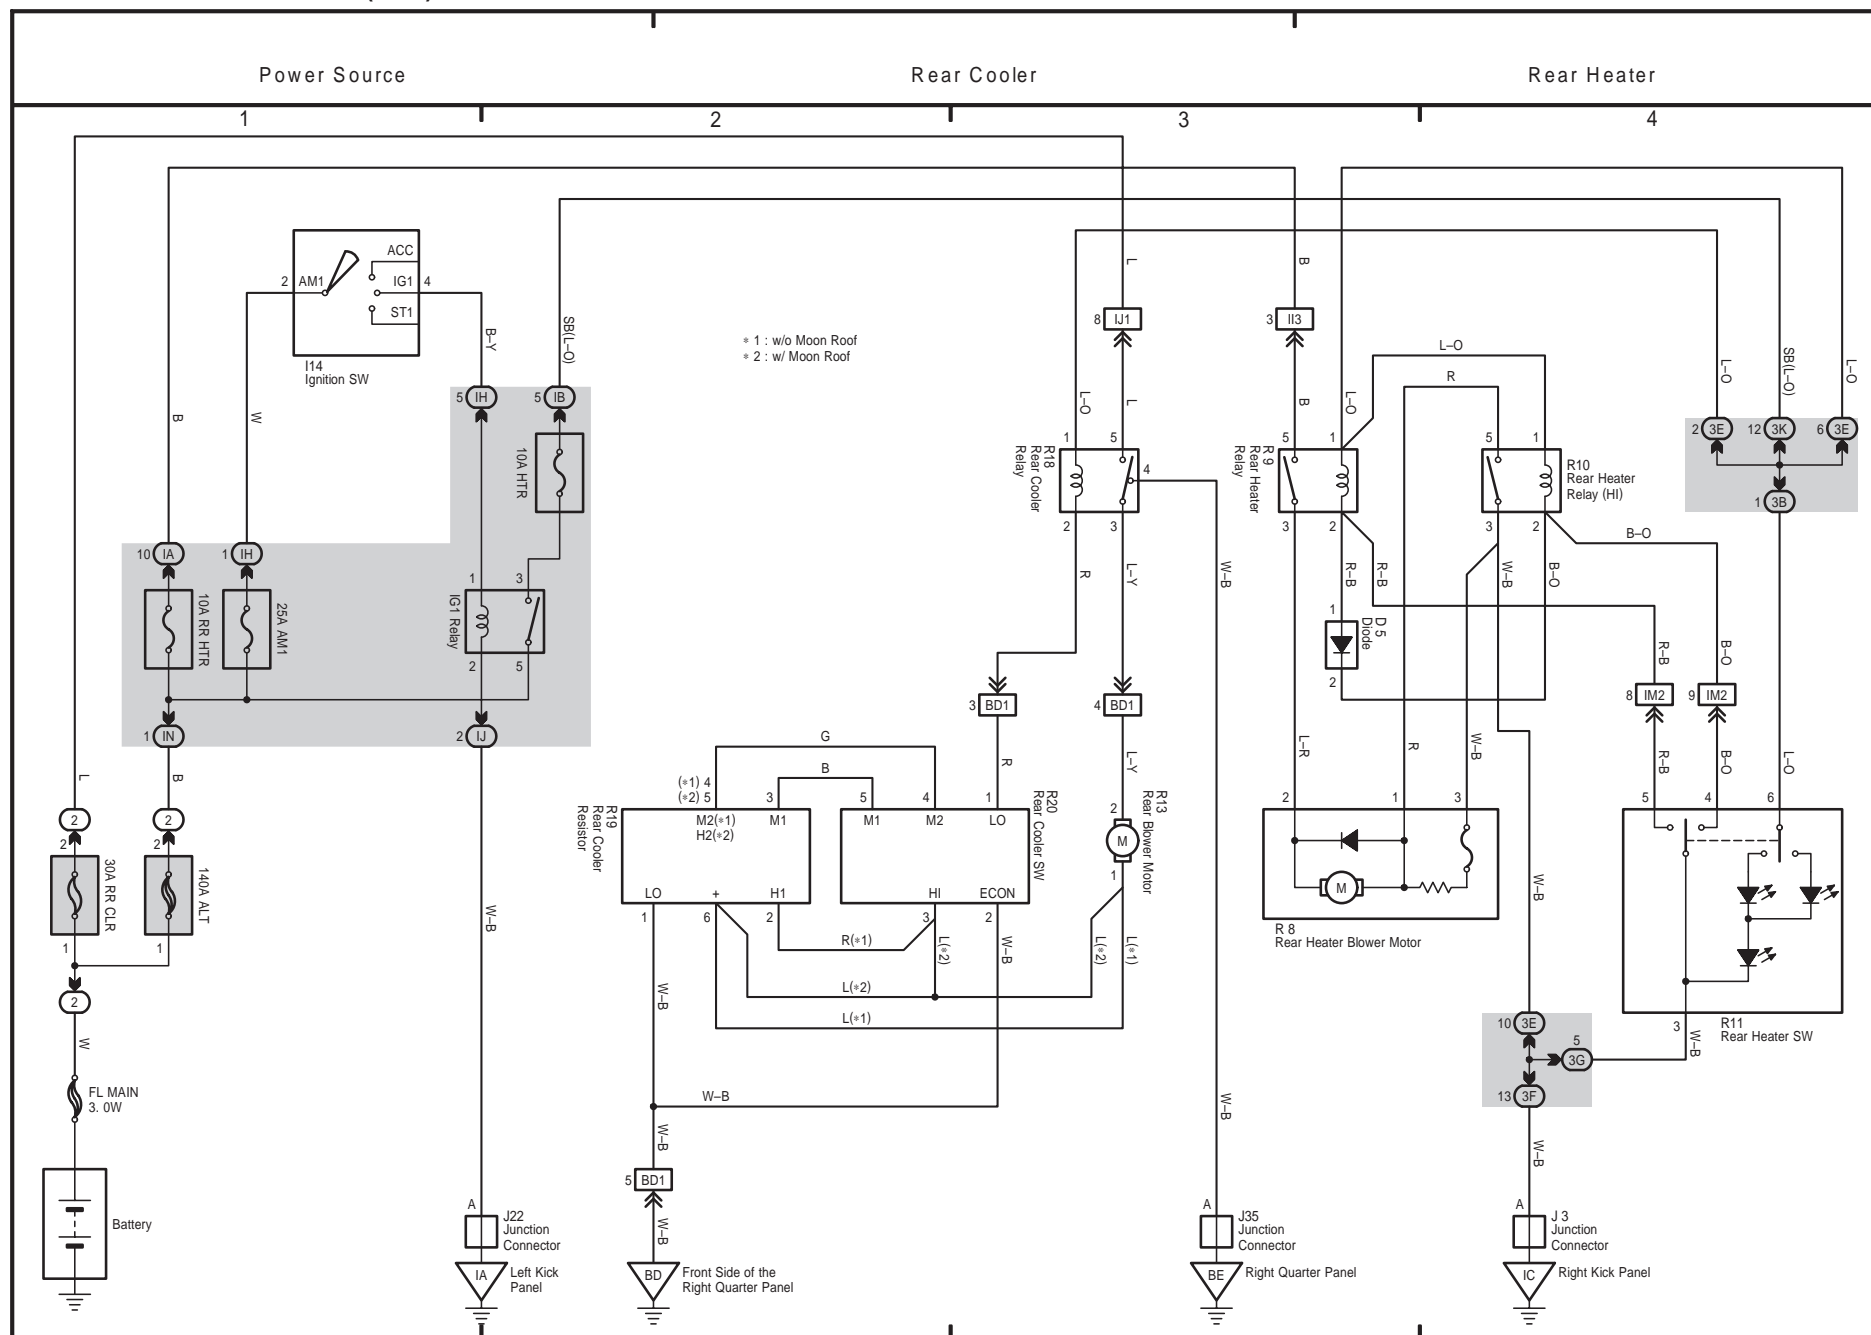 Power Source
Rear Cooler
Rear Heater
1
2
3
4
ACC
2 AM1
IG1 4
ST1
I14
Ignition SW
B–Y
SB(L–O)
∗ 1 : w/o Moon Roof
∗ 2 : w/ Moon Roof
L
B
8 IJ1
3 II3
L–O
R
L–O
SB(L–O)
L–O
B
W
5 IH
5 IB
10A HTR
L–O
L
B
L–O
2 3E
12 3K
6 3E
1 3B
1
5
4
2
3
R18
Rear Cooler
Relay
5
1
3
2
R 9
Rear Heater
Relay
5
1
3
2
R10
Rear Heater
Relay (HI)
B–O
10 IA
1 IH
10A RR HTR
25A AM1
1
3
2
5
IG1 Relay
R
L–Y
W–B
R–B
R–B
W–B
B–O
1
D 5
Diode
2
R–B
B–O
3 BD1
4 BD1
8 IM2
9 IM2
1 IN
2 IJ
L
B
G
B
R
L–Y
L–R
R
W–B
R–B
B–O
L–O
(∗1) 4
(∗2) 5
3
M2(∗1)
H2(∗2)
M1
LO
+
H1
1
6
2
R19
Rear Cooler
Resistor
5
4
1
M1
M2
LO
HI
ECON
3
2
R20
Rear Cooler SW
2
M
1
R13
Rear Blower Motor
2
1
3
M
R 8
Rear Heater Blower Motor
5
4
6
3
R11
Rear Heater SW
2
2
2
2
30A RR CLR
140A ALT
1
1
2
W
FL MAIN
3. 0W
Battery
W–B
R(∗1)
L(∗2)
W–B
L(∗2)
L(∗1)
L(∗2)
L(∗1)
W–B
W–B
W–B
W–B
W–B
10 3E
5
3G
13 3F
W–B
W–B
5 BD1
W–B
A
J22
Junction
Connector
IA
Left Kick
Panel
BD
Front Side of the
Right Quarter Panel
A
J35
Junction
Connector
BE
Right Quarter Panel
A
J 3
Junction
Connector
IC
Right Kick Panel